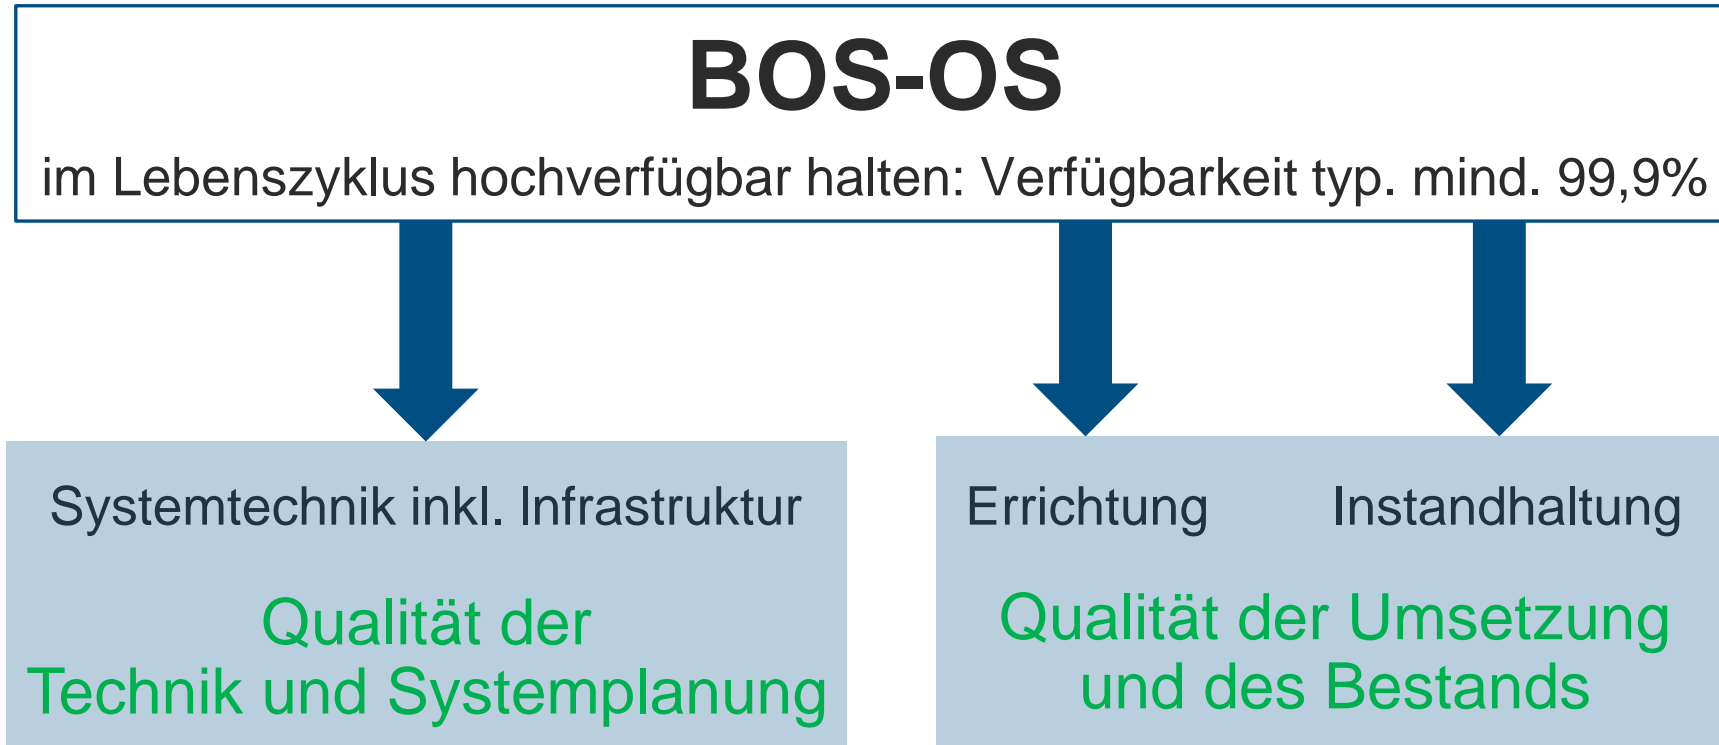 BOS-OS
im Lebenszyklus hochverfügbar halten: Verfügbarkeit typ. mind. 99,9%
Systemtechnik inkl. Infrastruktur
Qualität der
Technik und Systemplanung
Errichtung Instandhaltung
Qualität der Umsetzung
und des Bestands